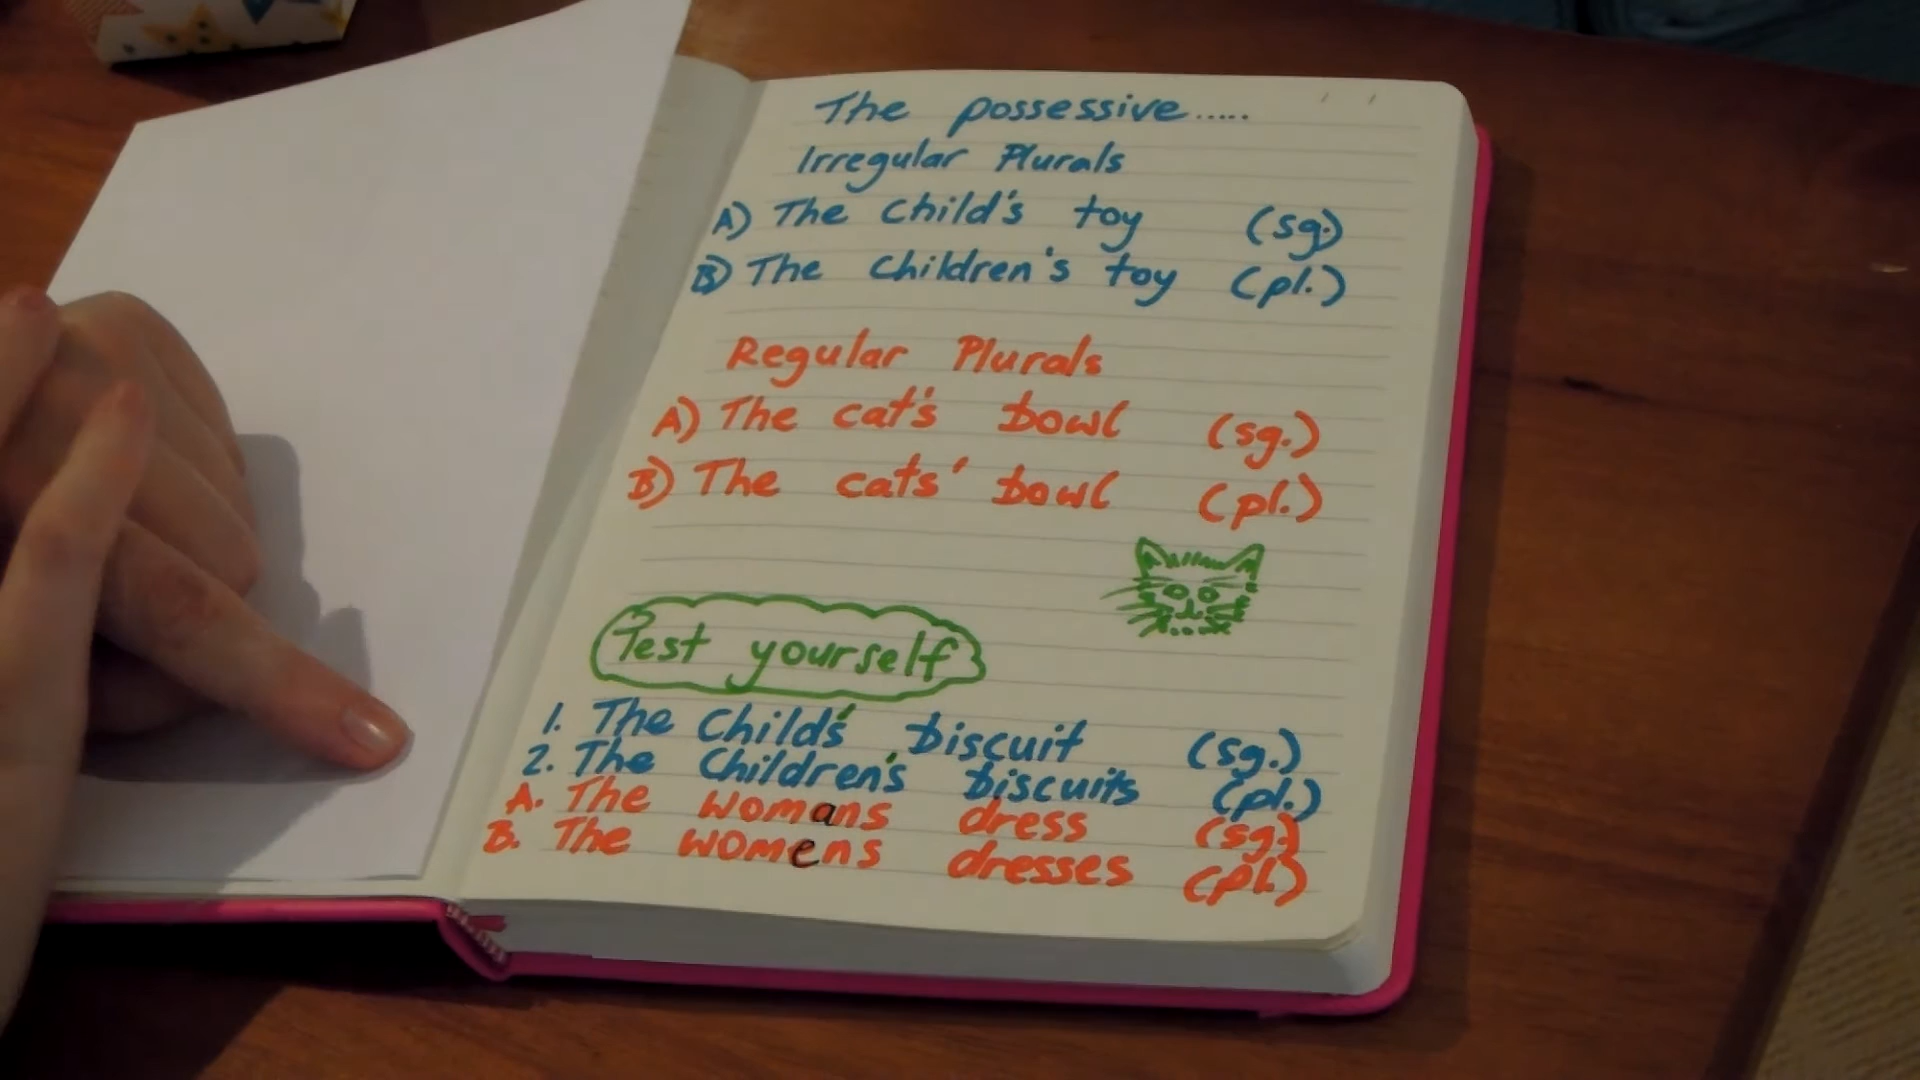 The possessive.....
Irregular Plurals
A) The child's toy (sg.)
B) The children's toy (pl.)
Regular Plurals
A) The cat's bowl (sg.)
B) The cats' bowl (pl.)
Test yourself
1. The Child's biscuit (sg.)
2. The Children's biscuits (pl.)
A. The womans dress (sg.)
B. The womens dresses (pl.)